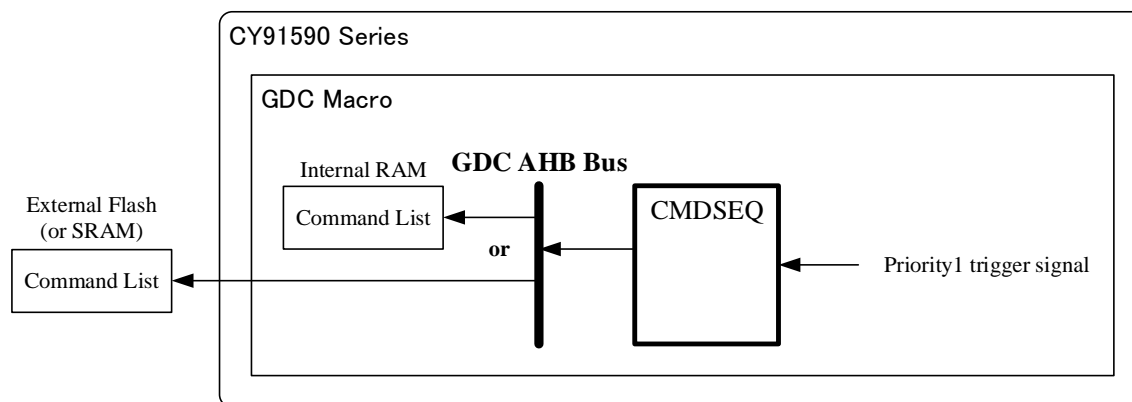 CY91590 Series
GDC Macro
Internal RAM
GDC AHB Bus
External Flash
(or SRAM)
Command List
CMDSEQ
or
Command List
Priority1 trigger signal